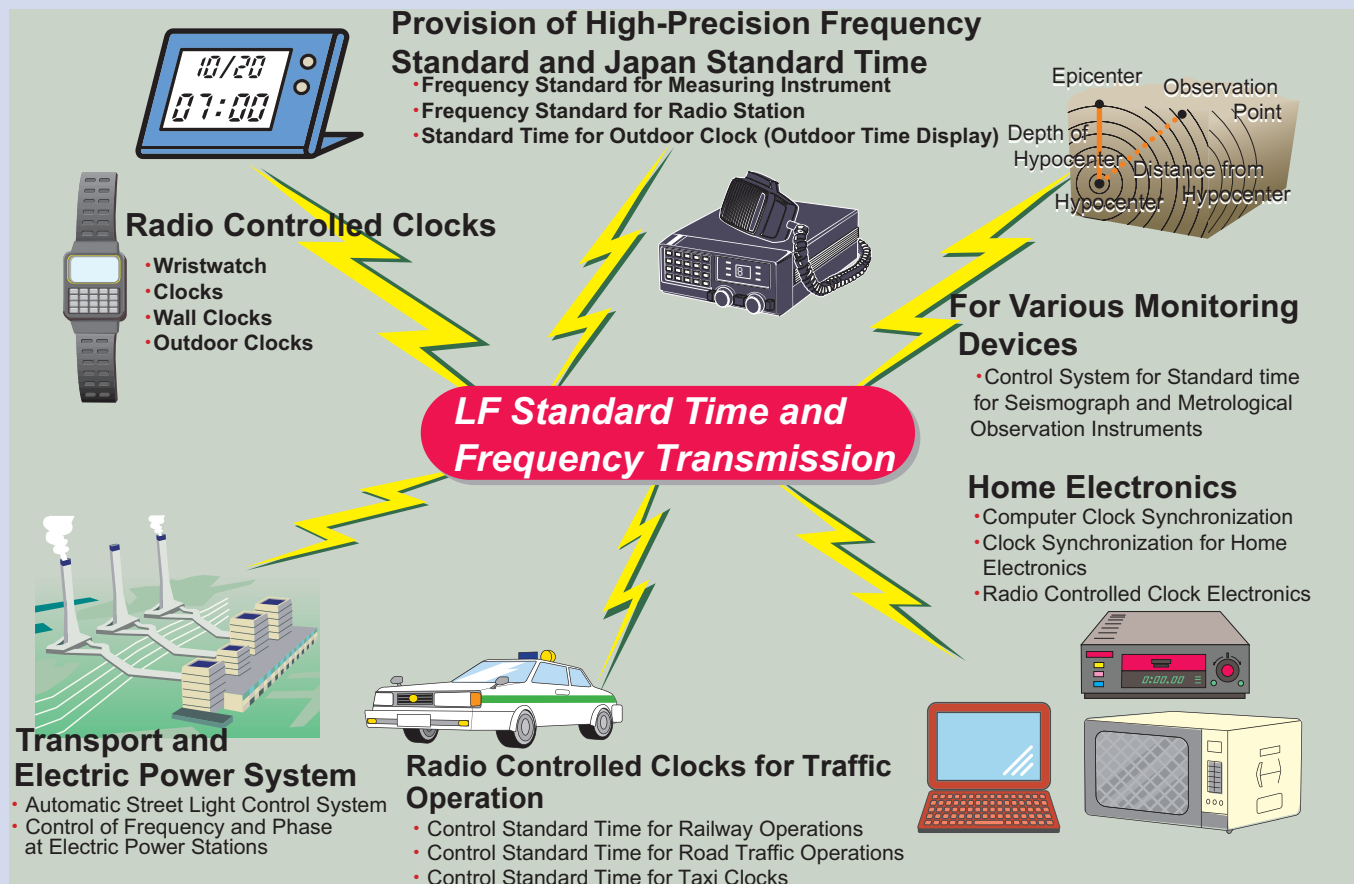 Provision of High-Precision Frequency
Standard and Japan Standard Time
・Frequency Standard for Measuring Instrument
・Frequency Standard for Radio Station
・Standard Time for Outdoor Clock (Outdoor Time Display)
10/20
07:00
Epicenter
Observation
Point
Depth of
Hypocenter
Distance from
Hypocenter
Hypocenter
Radio Controlled Clocks
・Wristwatch
・Clocks
・Wall Clocks
・Outdoor Clocks
8
For Various Monitoring
Devices
・Control System for Standard time
for Seismograph and Metrological
Observation Instruments
LF Standard Time and
Frequency Transmission
Home Electronics
・Computer Clock Synchronization
・Clock Synchronization for Home
Electronics
・Radio Controlled Clock Electronics
0:00.00
Transport and
Electric Power System
・Automatic Street Light Control System
・Control of Frequency and Phase
at Electric Power Stations
Radio Controlled Clocks for Traffic
Operation
・Control Standard Time for Railway Operations
・Control Standard Time for Road Traffic Operations
・Control Standard Time for Taxi Clocks